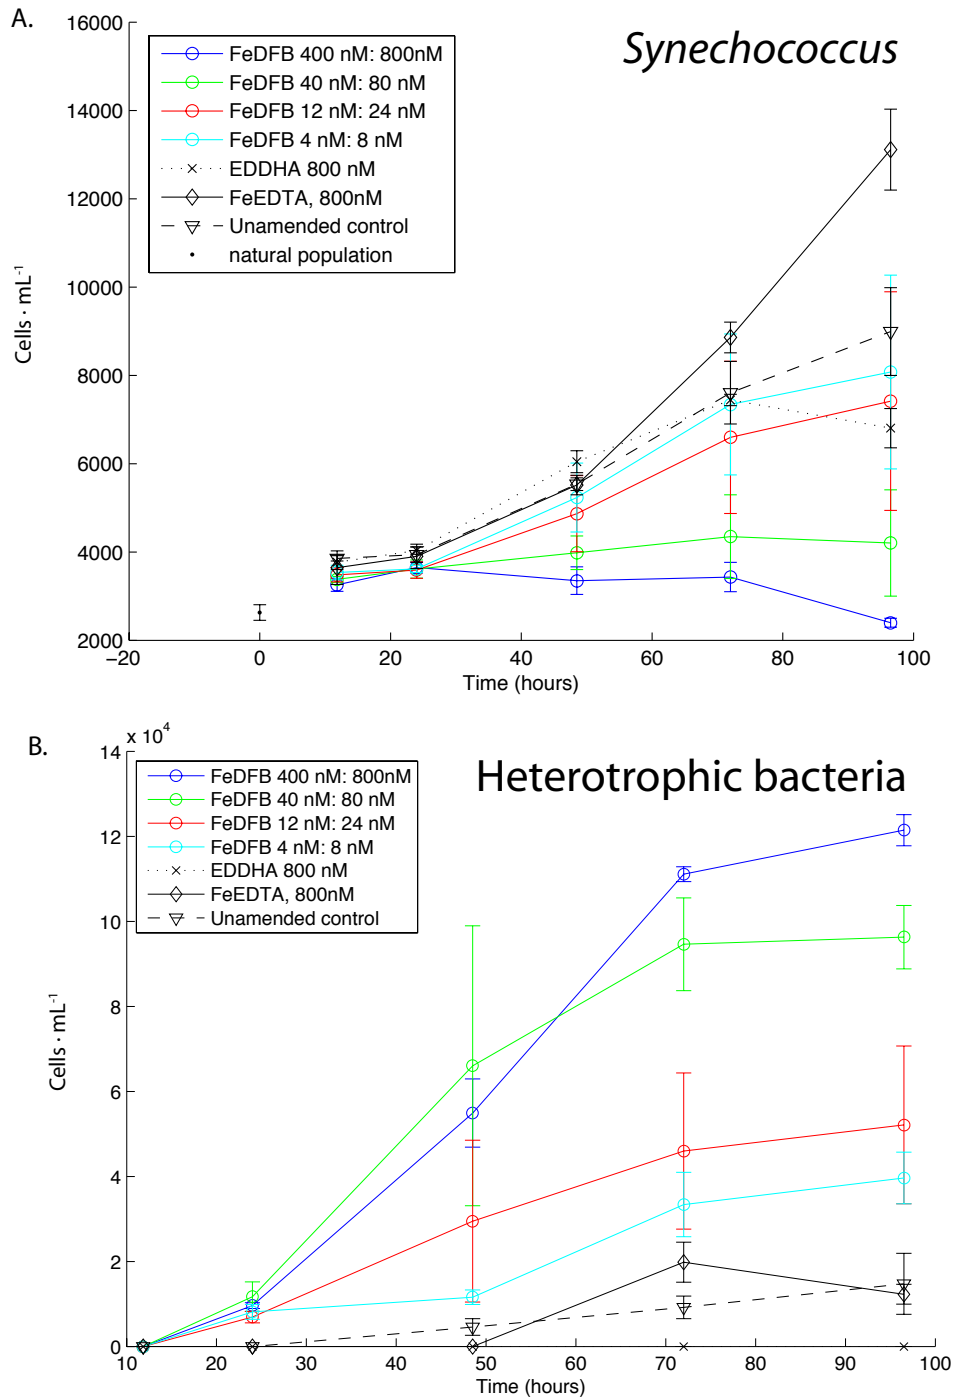 A.
Synechococcus
16000
14000
12000
10000
8000
6000
4000
2000
Cells · mL-1
FeDFB 400 nM: 800nM
FeDFB 40 nM: 80 nM
FeDFB 12 nM: 24 nM
FeDFB 4 nM: 8 nM
EDDHA 800 nM
FeEDTA, 800nM
Unamended control
natural population
−20 0 20 40 60 80 100
Time (hours)
B.
x 10^4
Heterotrophic bacteria
14
12
10
8
6
4
2
0
Cells · mL-1
FeDFB 400 nM: 800nM
FeDFB 40 nM: 80 nM
FeDFB 12 nM: 24 nM
FeDFB 4 nM: 8 nM
EDDHA 800 nM
FeEDTA, 800nM
Unamended control
10 20 30 40 50 60 70 80 90 100
Time (hours)